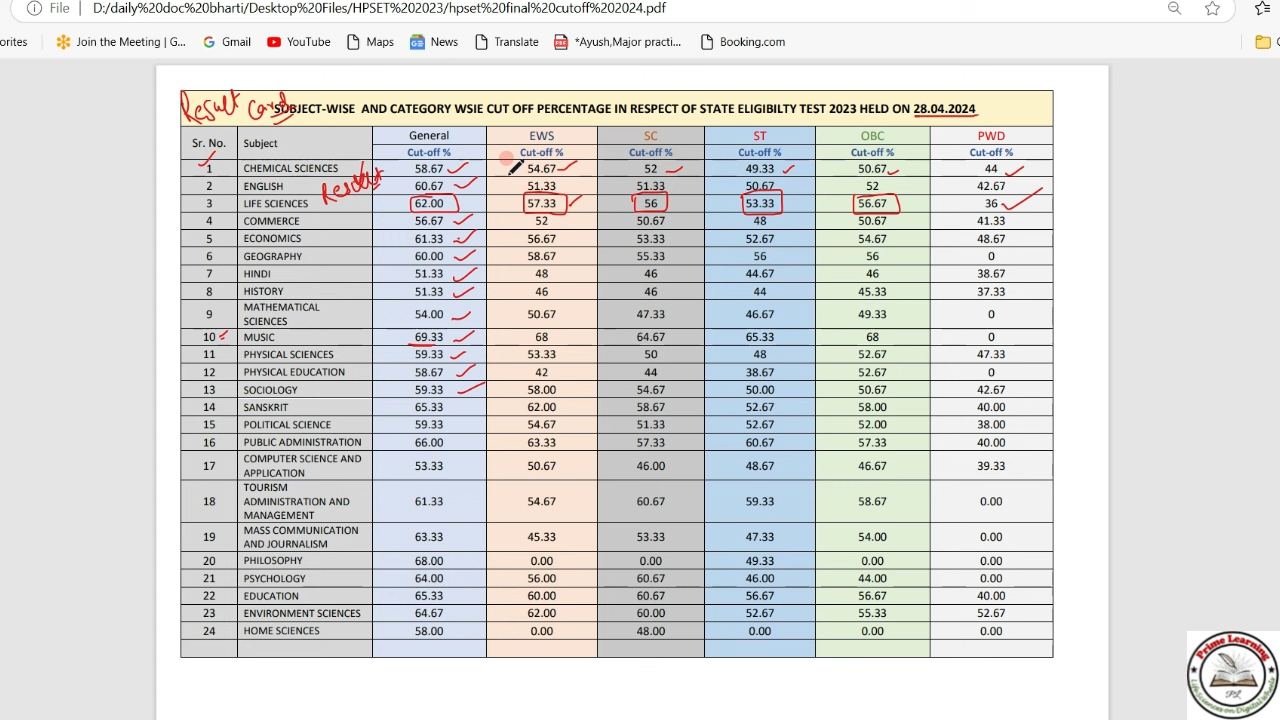 File D:/daily%20doc%20bharti/Desktop%20Files/HPSET%202023/hpset%20final%20cutoff%202024.pdf
orites Join the Meeting | G... Gmail YouTube Maps News Translate *Ayush,Major practi... Booking.com
Result Card
SUBJECT-WISE AND CATEGORY WSIE CUT OFF PERCENTAGE IN RESPECT OF STATE ELIGIBILTY TEST 2023 HELD ON 28.04.2024
Sr. No. Subject General EWS SC ST OBC PWD
Cut-off % Cut-off % Cut-off % Cut-off % Cut-off % Cut-off %
1 CHEMICAL SCIENCES 58.67 54.67 52 49.33 50.67 44
2 ENGLISH 60.67 51.33 51.33 50.67 52 42.67
3 LIFE SCIENCES 62.00 57.33 56 53.33 56.67 36
4 COMMERCE 56.67 52 50.67 48 50.67 41.33
5 ECONOMICS 61.33 56.67 53.33 52.67 54.67 48.67
6 GEOGRAPHY 60.00 58.67 55.33 56 56 0
7 HINDI 51.33 48 46 44.67 46 38.67
8 HISTORY 51.33 46 46 44 45.33 37.33
9 MATHEMATICAL SCIENCES 54.00 50.67 47.33 46.67 49.33 0
10 MUSIC 69.33 68 64.67 65.33 68 0
11 PHYSICAL SCIENCES 59.33 53.33 50 48 52.67 47.33
12 PHYSICAL EDUCATION 58.67 42 44 38.67 52.67 0
13 SOCIOLOGY 59.33 58.00 54.67 50.00 50.67 42.67
14 SANSKRIT 65.33 62.00 58.67 52.67 58.00 40.00
15 POLITICAL SCIENCE 59.33 54.67 51.33 52.67 52.00 38.00
16 PUBLIC ADMINISTRATION 66.00 63.33 57.33 60.67 57.33 40.00
17 COMPUTER SCIENCE AND APPLICATION 53.33 50.67 46.00 48.67 46.67 39.33
18 TOURISM ADMINISTRATION AND MANAGEMENT 61.33 54.67 60.67 59.33 58.67 0.00
19 MASS COMMUNICATION AND JOURNALISM 63.33 45.33 53.33 47.33 54.00 0.00
20 PHILOSOPHY 68.00 0.00 0.00 49.33 0.00 0.00
21 PSYCHOLOGY 64.00 56.00 60.67 46.00 44.00 0.00
22 EDUCATION 65.33 60.00 60.67 56.67 56.67 40.00
23 ENVIRONMENT SCIENCES 64.67 62.00 60.00 52.67 55.33 52.67
24 HOME SCIENCES 58.00 0.00 48.00 0.00 0.00 0.00
Prime Learning
Life Sciences on Digital Wheels
PL